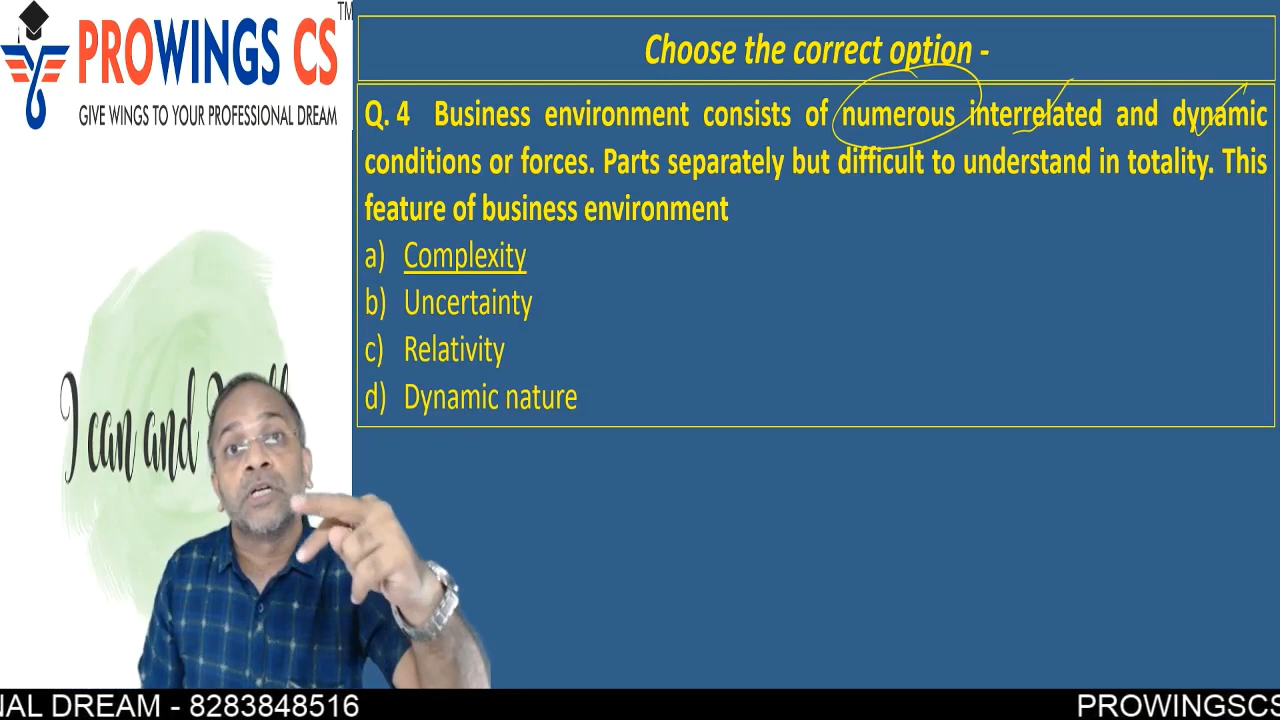 TM
PROWINGS CS
GIVE WINGS TO YOUR PROFESSIONAL DREAM
Choose the correct option -
Q. 4 Business environment consists of numerous interrelated and dynamic
conditions or forces. Parts separately but difficult to understand in totality. This
feature of business environment
a) Complexity
b) Uncertainty
c) Relativity
d) Dynamic nature
I can and
NAL DREAM - 8283848516
PROWINGSCS